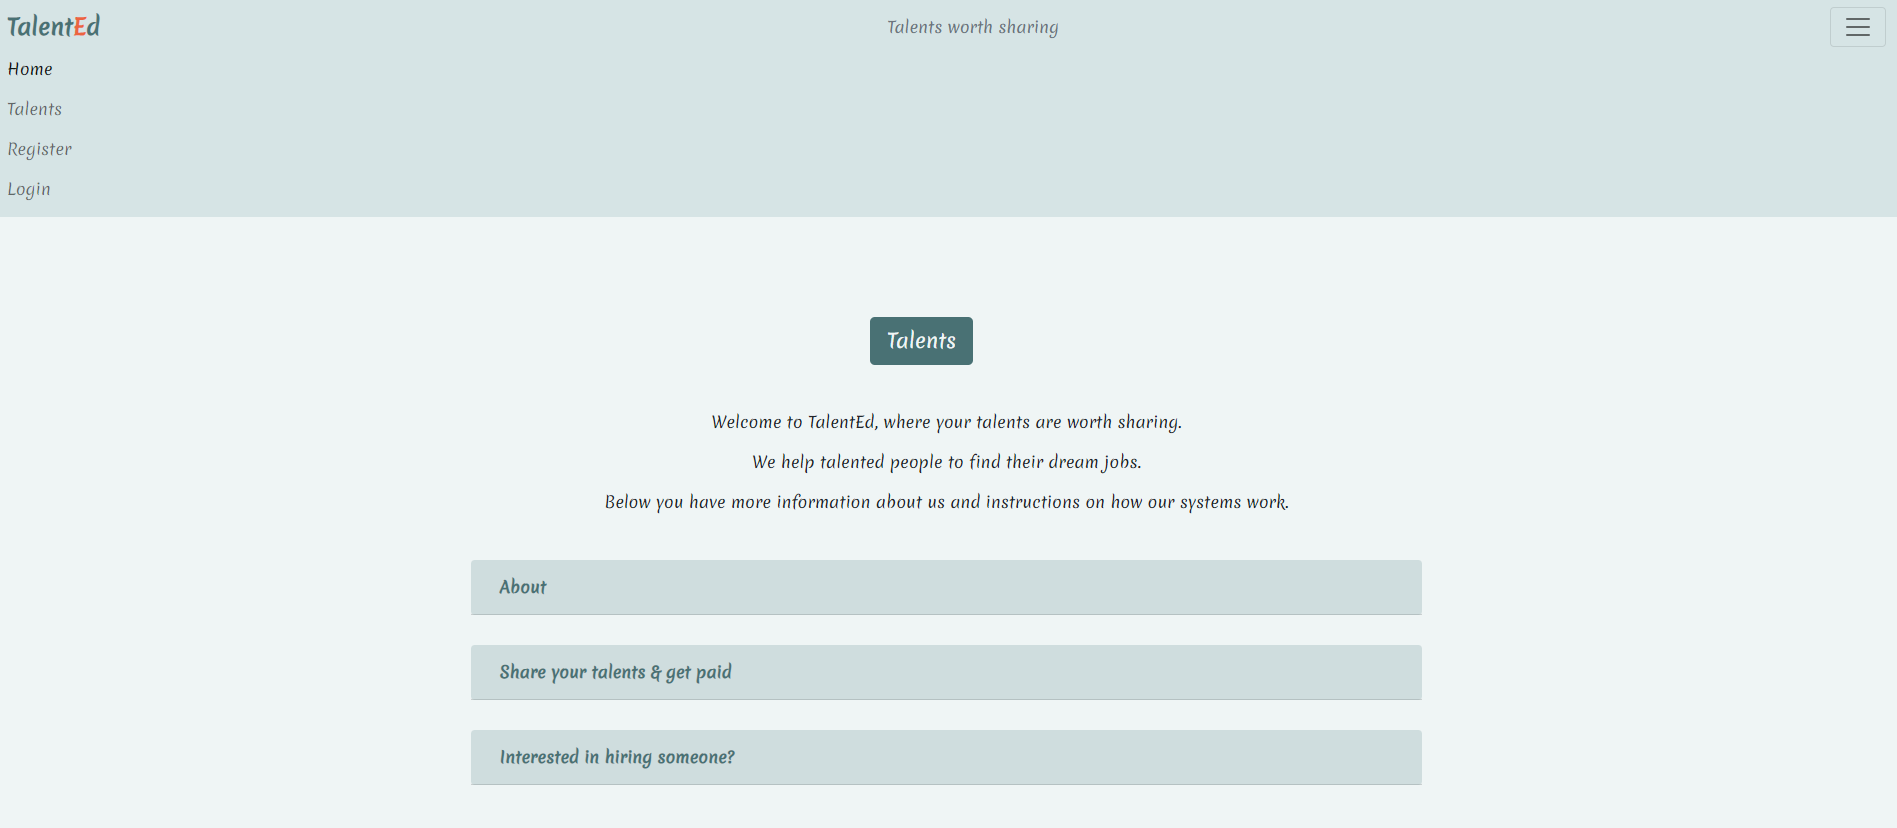 TalentEd
Talents worth sharing
Home
Talents
Register
Login
Talents
Welcome to TalentEd, where your talents are worth sharing.
We help talented people to find their dream jobs.
Below you have more information about us and instructions on how our systems work.
About
Share your talents & get paid
Interested in hiring someone?